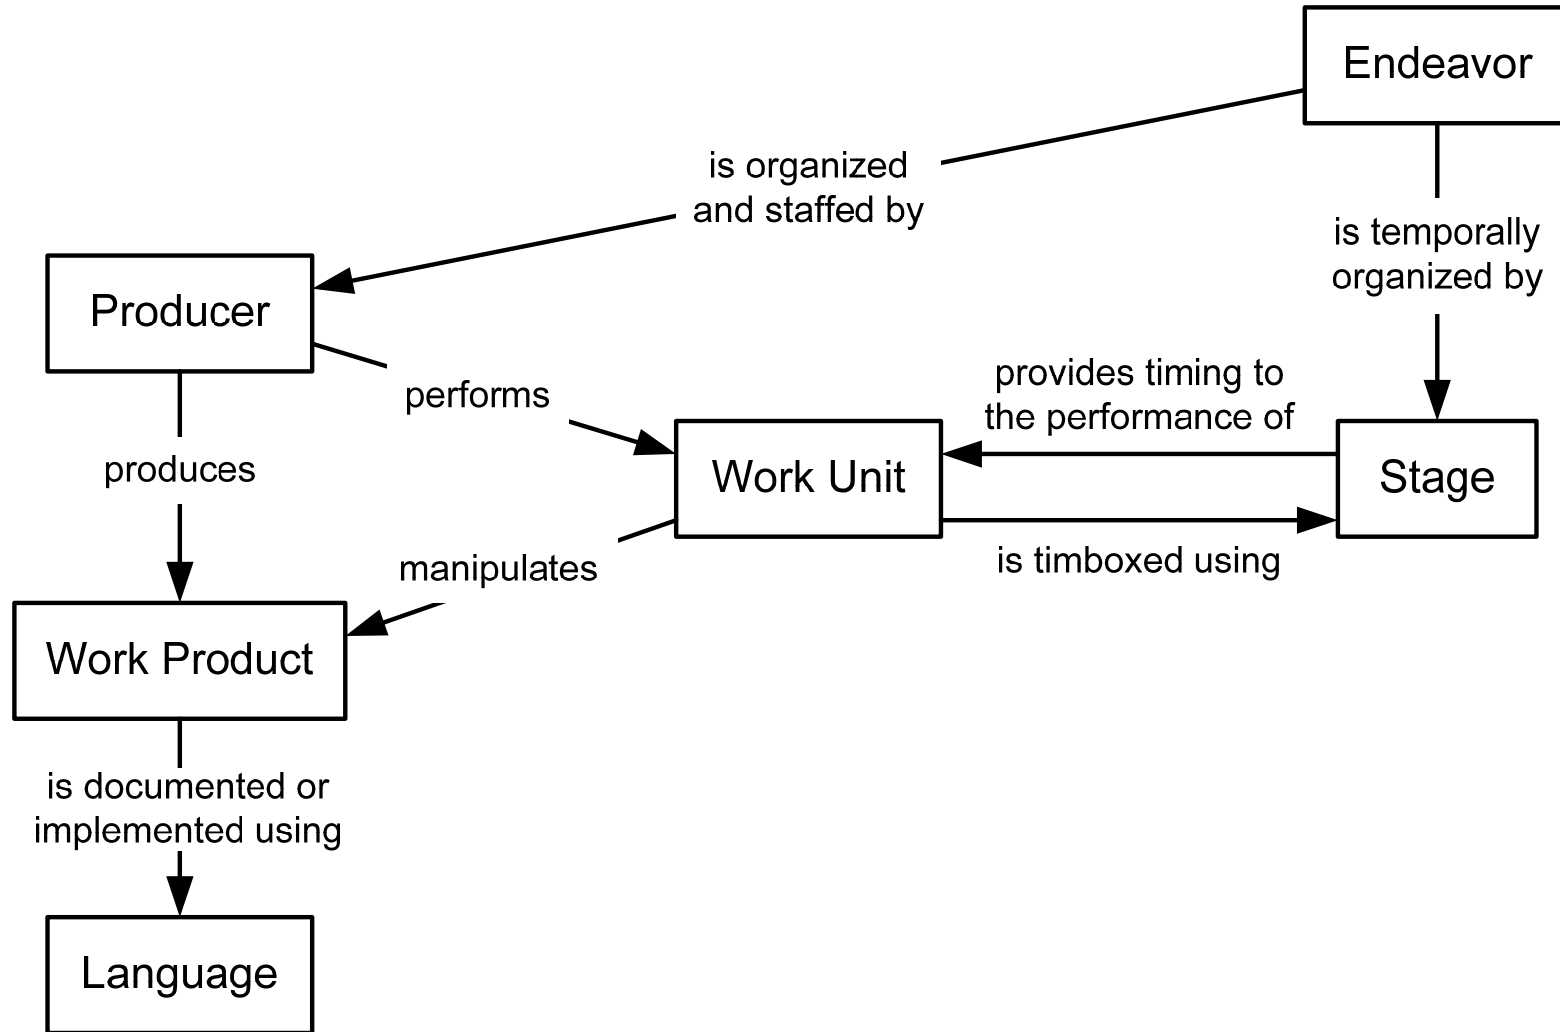 Endeavor
is organized
and staffed by
is temporally
organized by
Producer
performs
provides timing to
the performance of
produces
Work Unit
Stage
is timboxed using
manipulates
Work Product
is documented or
implemented using
Language